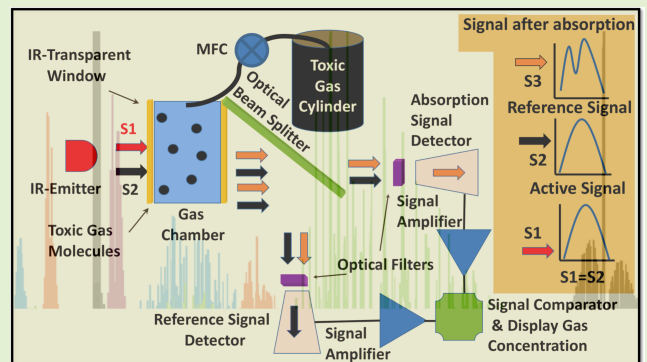 Signal after absorption
MFC
IR-Transparent
Window
Toxic
Gas
Cylinder
Optical
Beam Splitter
S3
Absorption
Signal
Detector
Reference Signal
S1
S2
S2
IR-Emitter
Active Signal
Toxic Gas
Molecules
Gas
Chamber
Signal
Amplifier
S1
S1=S2
Optical Filters
Reference Signal
Detector
Signal
Amplifier
Signal Comparator
& Display Gas
Concentration